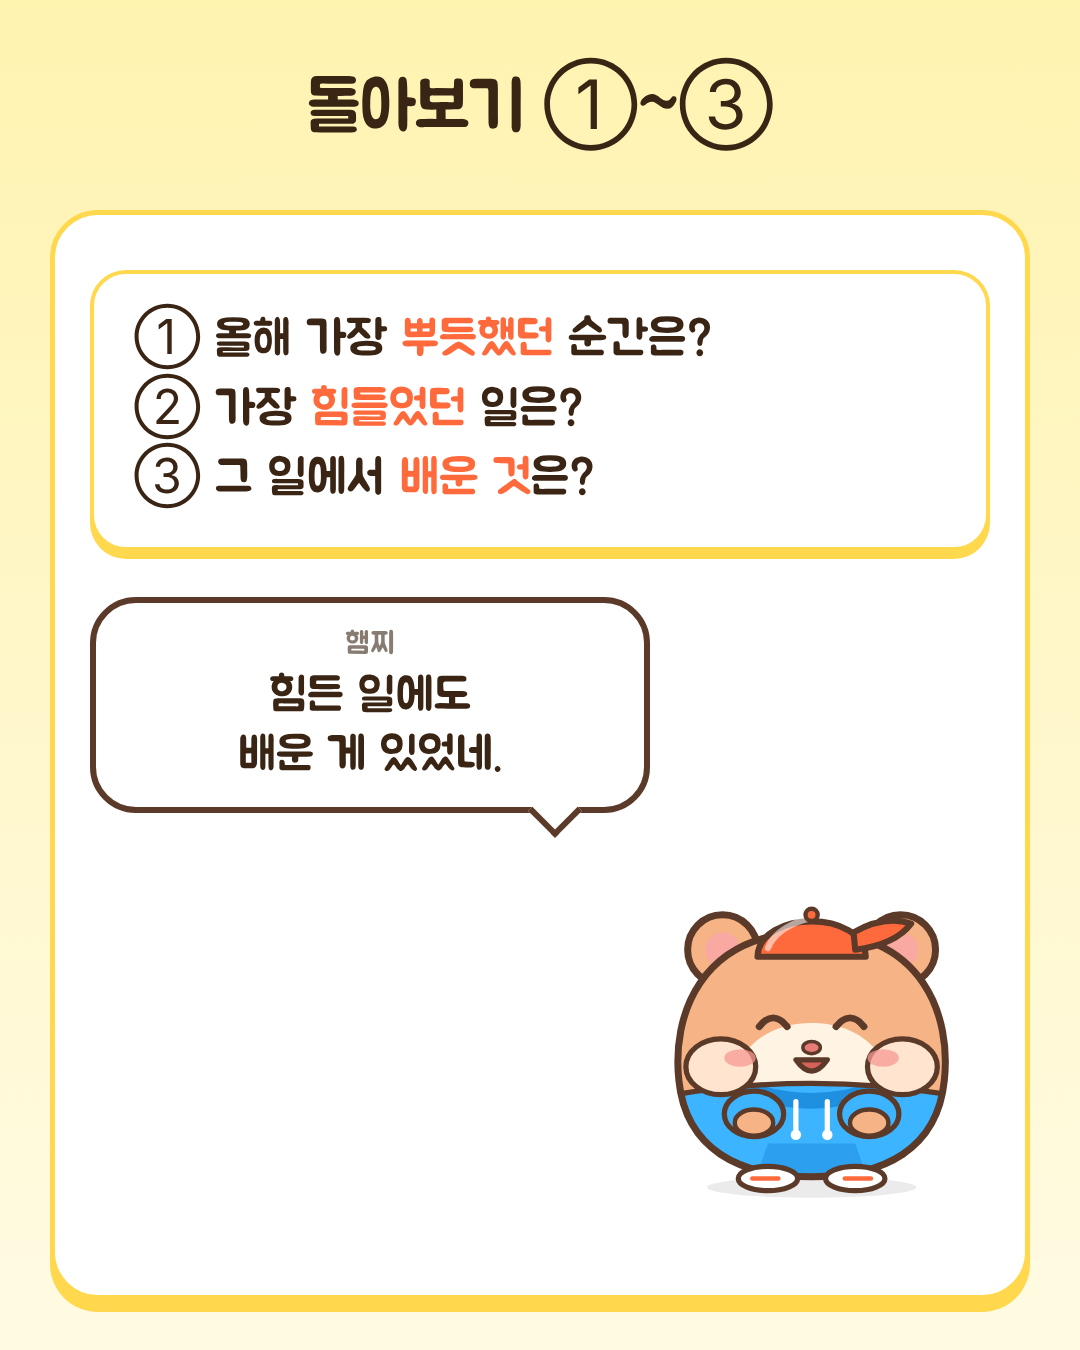 돌아보기 ①~③
① 올해 가장 뿌듯했던 순간은?
② 가장 힘들었던 일은?
③ 그 일에서 배운 것은?
햄찌
힘든 일에도
배운 게 있었네.